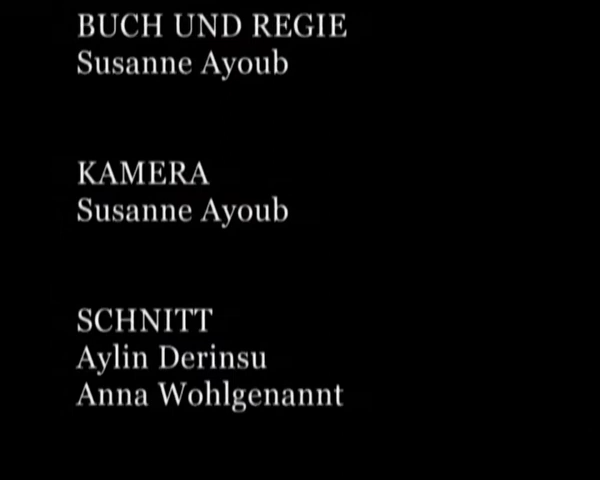 BUCH UND REGIE
Susanne Ayoub
KAMERA
Susanne Ayoub
SCHNITT
Aylin Derinsu
Anna Wohlgenannt